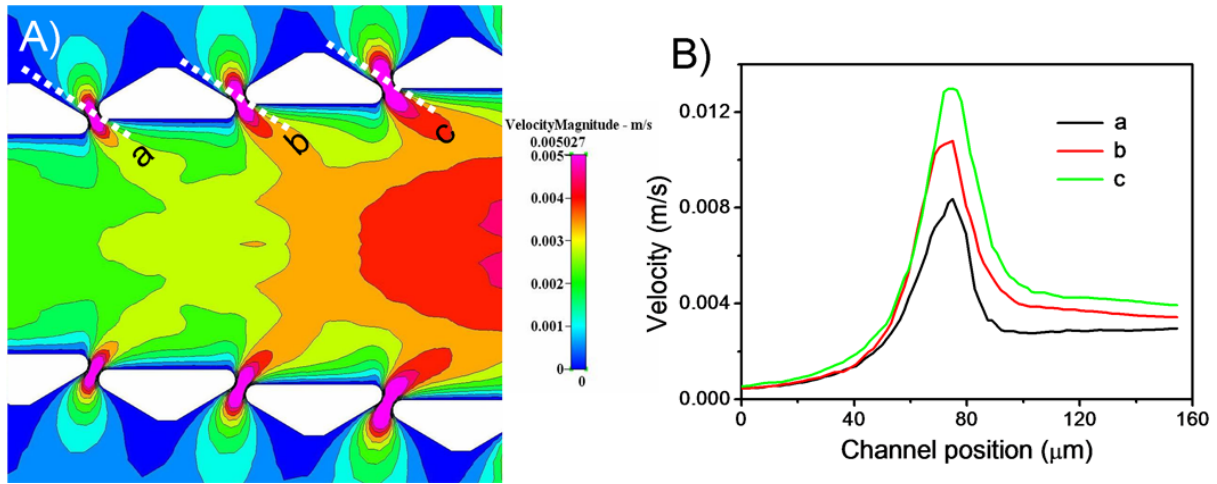 A)
a
b
c
VelocityMagnitude - m/s
0.005027
0.005
0.004
0.003
0.002
0.001
0
0
B)
Velocity (m/s)
0.012
0.008
0.004
0.000
a
b
c
0
40
80
120
160
Channel position (μm)